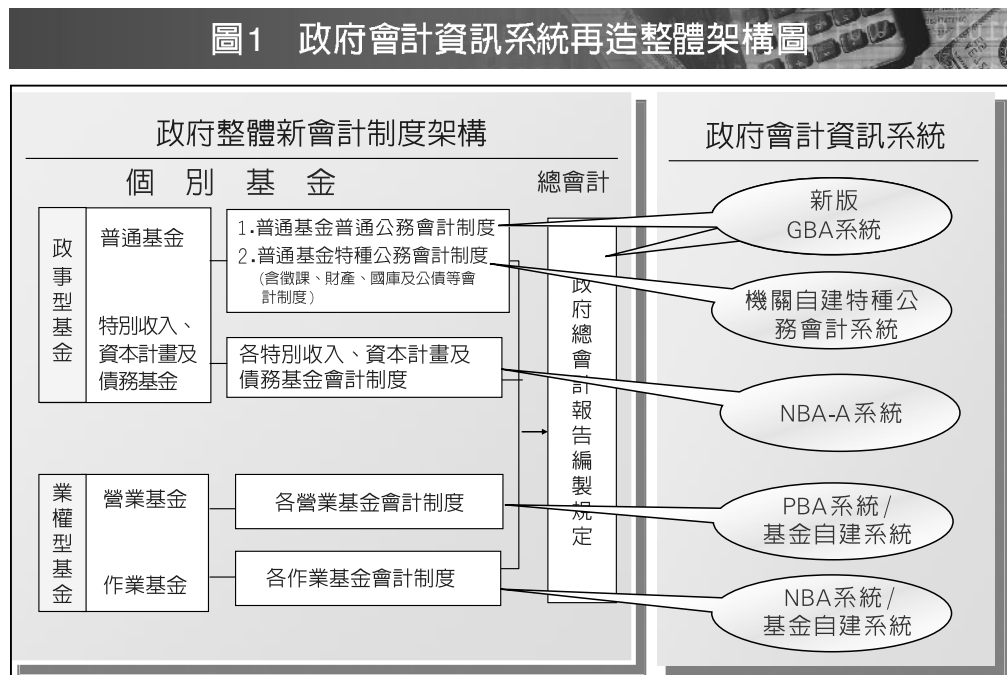 圖1 政府會計資訊系統再造整體架構圖
政府整體新會計制度架構
個別基金
總會計
政事型基金
普通基金
1.普通基金普通公務會計制度
2.普通基金特種公務會計制度
(含徵課、財產、國庫及公債等會
計制度)
特別收入、
資本計畫及
債務基金
各特別收入、資本計畫及
債務基金會計制度
業權型基金
營業基金
各營業基金會計制度
作業基金
各作業基金會計制度
政府總會計報告編製規定
政府會計資訊系統
新版
GBA系統
機關自建特種公
務會計系統
NBA-A系統
PBA系統/
基金自建系統
NBA系統/
基金自建系統